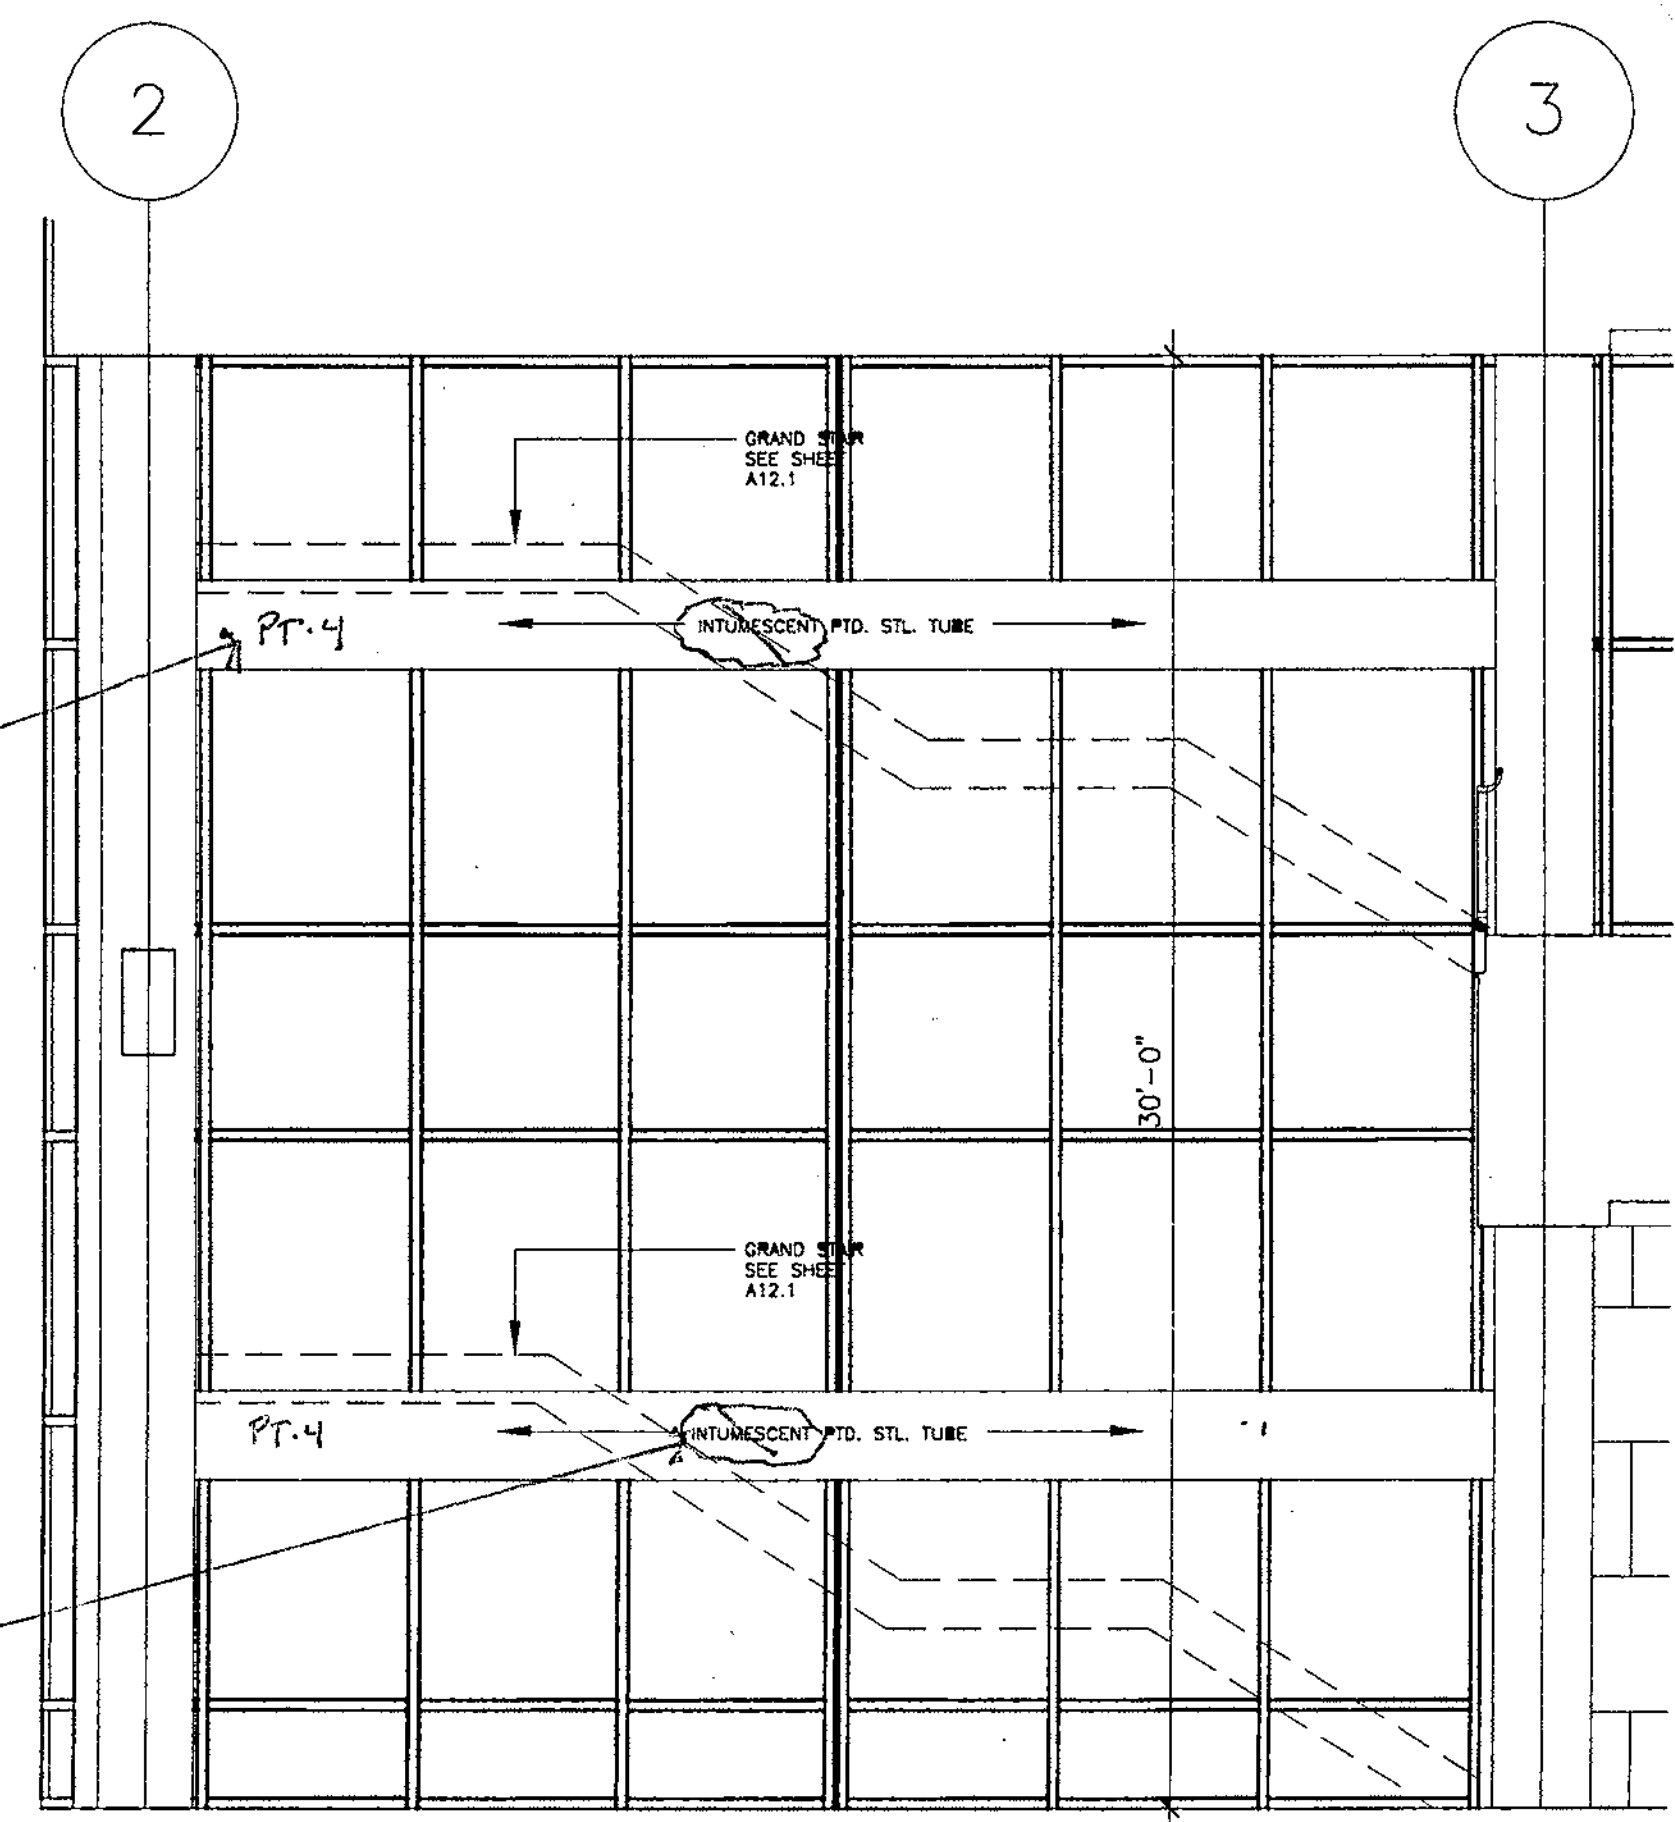 2
3
GRAND STAIR
SEE SHEET
A12.1
PT.4
INTUMESCENT PTD. STL. TUBE
30'-0"
GRAND STAIR
SEE SHEET
A12.1
PT.4
INTUMESCENT PTD. STL. TUBE